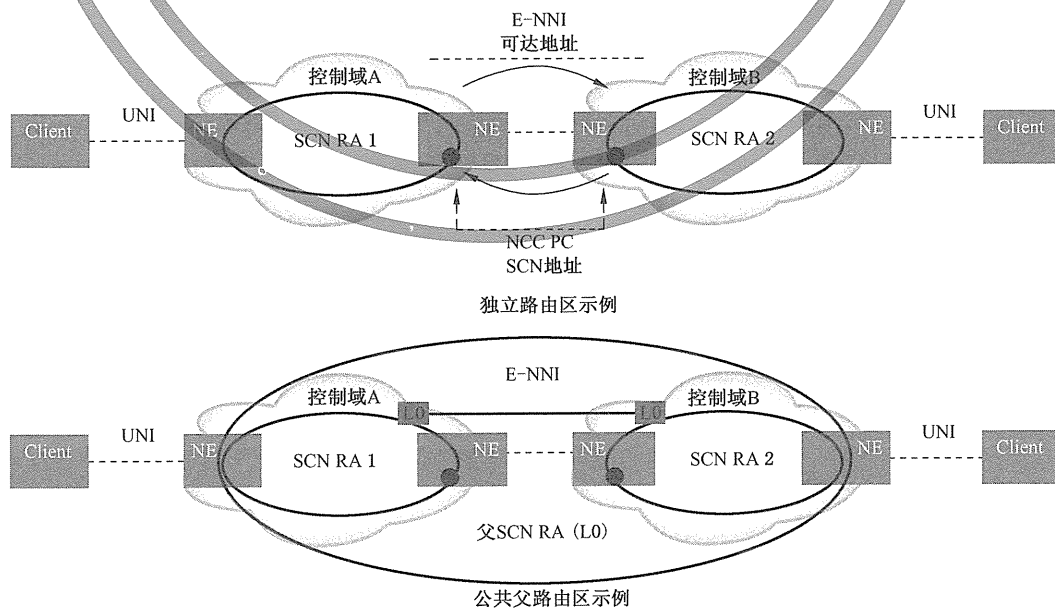 E-NNI
可达地址
控制域A
控制域B
UNI
UNI
Client
NE
SCN RA 1
NE
NE
SCN RA 2
NE
Client
NCC PC
SCN地址
独立路由区示例
E-NNI
控制域A
控制域B
L0
L0
UNI
UNI
Client
NE
SCN RA 1
NE
NE
SCN RA 2
NE
Client
父SCN RA (L0)
公共父路由区示例